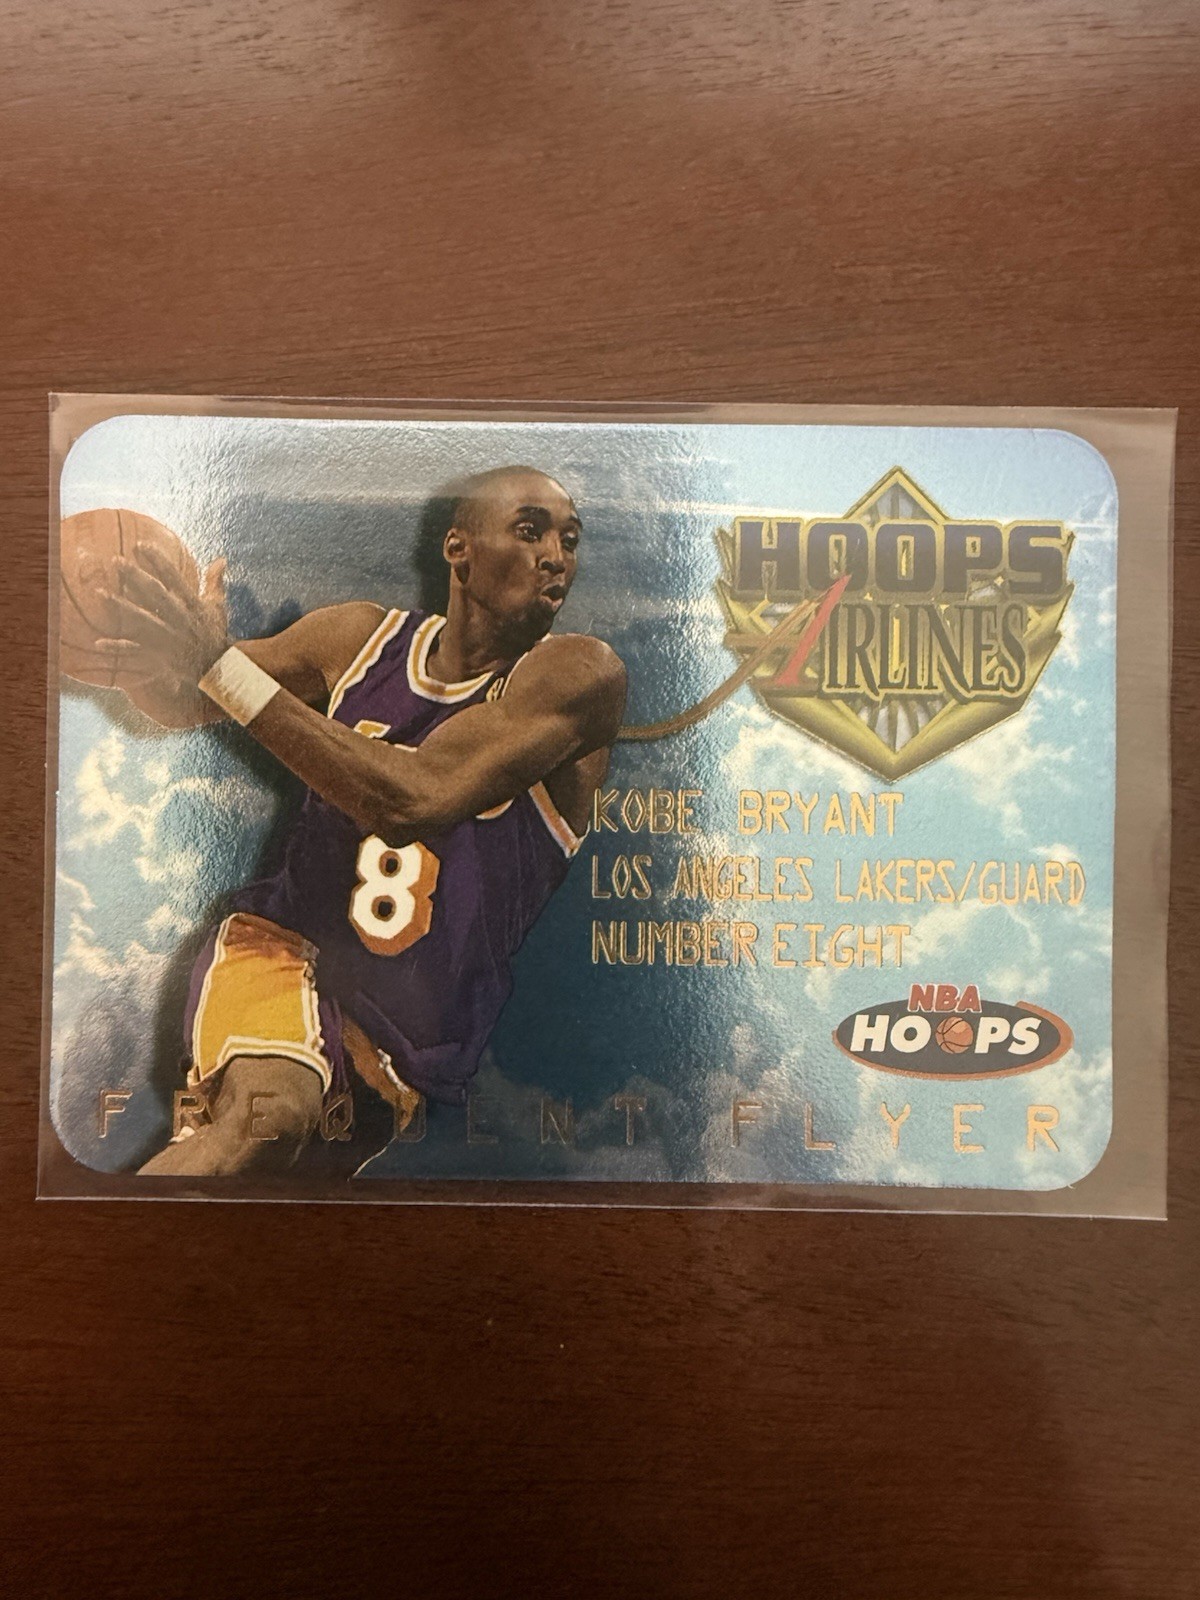 HOOPS
AIRLINES
KOBE BRYANT
LOS ANGELES LAKERS/GUARD
NUMBER EIGHT
NBA
HOOPS
8
FREQUENT FLYER